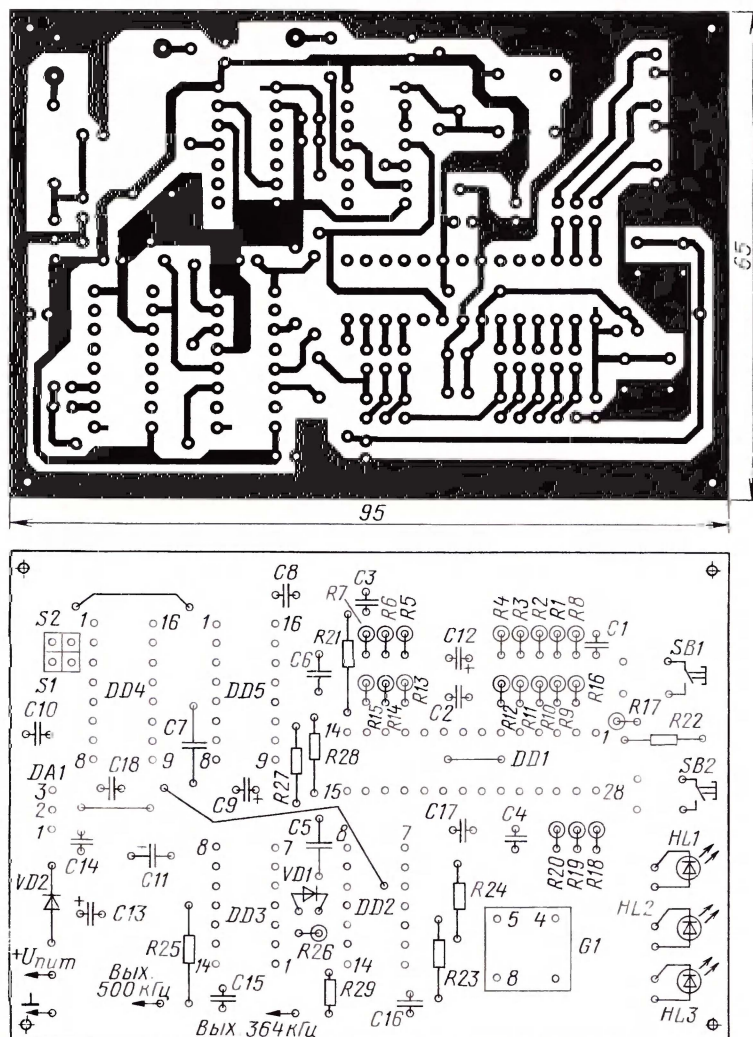 65
95
C8
S2
1
16
1
16
R7
C3
R6
R5
R4
R3
R2
R1
R8
C1
SB1
R21
C12
C6
S1
DD4
DD5
C10
C7
R15
R14
R13
C2
R12
R11
R10
R9
R16
R17
R22
14
1
DD1
DA1
8
C18
9
8
9
R27
R28
3
2
1
C9
15
28
SB2
C14
C11
C5
8
7
C17
C4
8
7
VD1
R20
R19
R18
HL1
VD2
C13
DD3
DD2
R24
HL2
R25
R26
5
4
G1
+Uпит
Вых.
500 кГц
14
1
14
R23
8
C15
R29
C16
HL3
⊥
Вых 364кГц